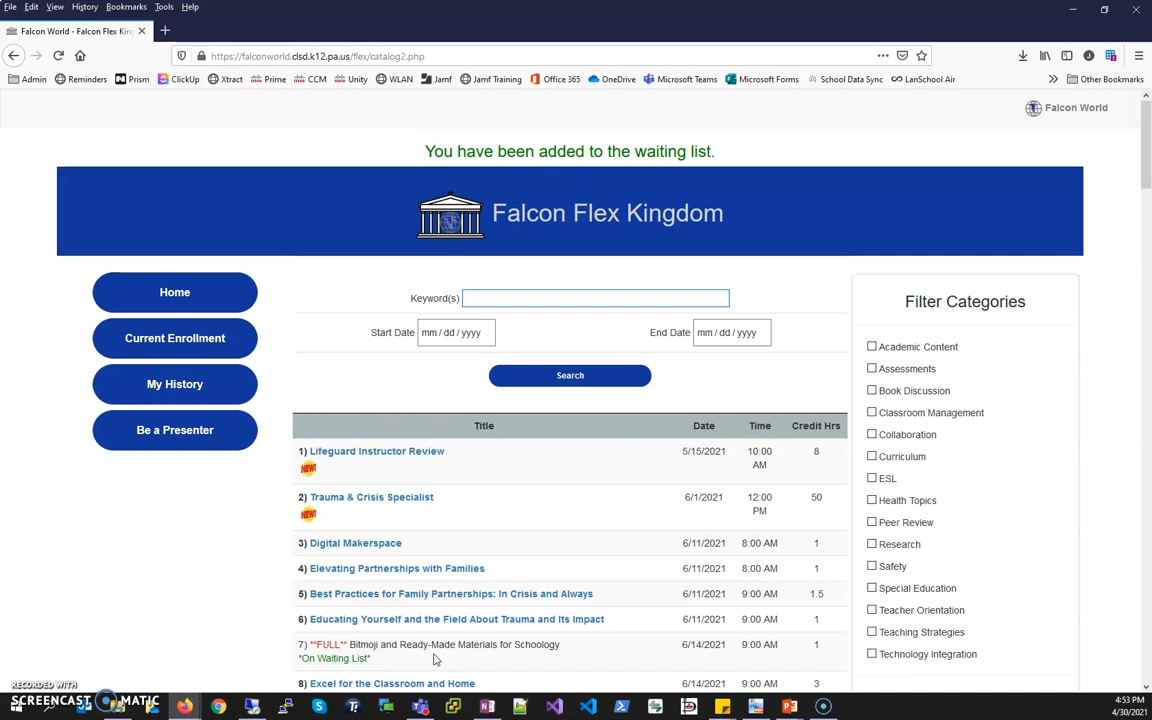 File Edit View History Bookmarks Tools Help
Falcon World - Falcon Flex Kin
https://falconworld.clsd.k12.pa.us/flex/catalog2.php
Admin Reminders Prism ClickUp Xtract Prime CCM Unity WLAN Jamf Jamf Training Office 365 OneDrive Microsoft Teams Microsoft Forms School Data Sync LanSchool Air Other Bookmarks
Falcon World
You have been added to the waiting list.
Falcon Flex Kingdom
Home
Current Enrollment
My History
Be a Presenter
Keyword(s)
Start Date mm / dd / yyyy End Date mm / dd / yyyy
Search
Title Date Time Credit Hrs
1) Lifeguard Instructor Review 5/15/2021 10:00 AM 8
NEW!
2) Trauma & Crisis Specialist 6/1/2021 12:00 PM 50
NEW!
3) Digital Makerspace 6/11/2021 8:00 AM 1
4) Elevating Partnerships with Families 6/11/2021 8:00 AM 1
5) Best Practices for Family Partnerships: In Crisis and Always 6/11/2021 9:00 AM 1.5
6) Educating Yourself and the Field About Trauma and Its Impact 6/11/2021 9:00 AM 1
7) **FULL** Bitmoji and Ready-Made Materials for Schoology 6/14/2021 9:00 AM 1
*On Waiting List*
8) Excel for the Classroom and Home 6/14/2021 9:00 AM 3
Filter Categories
Academic Content
Assessments
Book Discussion
Classroom Management
Collaboration
Curriculum
ESL
Health Topics
Peer Review
Research
Safety
Special Education
Teacher Orientation
Teaching Strategies
Technology Integration
RECORDED WITH
SCREENCAST MATIC
4:53 PM
4/30/2021